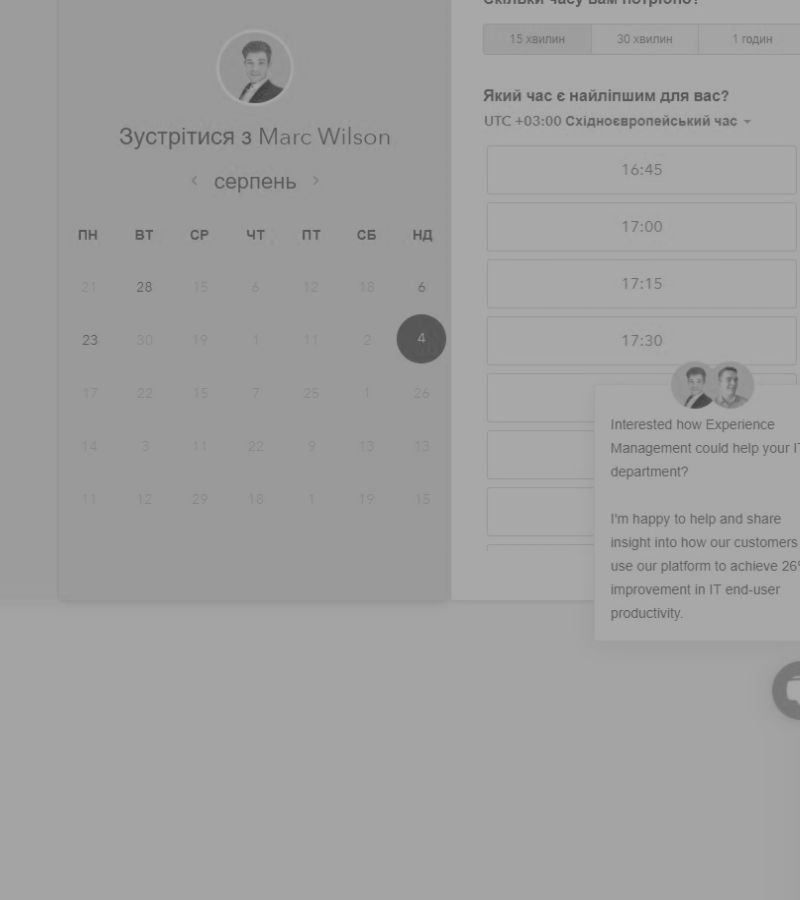 Скільки часу вам потрібно?
15 хвилин 30 хвилин 1 годин
Який час є найліпшим для вас?
UTC +03:00 Східноєвропейський час
16:45
17:00
17:15
17:30
Зустрітися з Marc Wilson
серпень
ПН ВТ СР ЧТ ПТ СБ НД
21 28 15 6 12 18 6
23 30 19 1 11 2 4
17 22 15 7 25 1 26
14 3 11 22 9 13 13
11 12 29 18 1 19 15
Interested how Experience
Management could help your IT
department?
I'm happy to help and share
insight into how our customers
use our platform to achieve 26%
improvement in IT end-user
productivity.